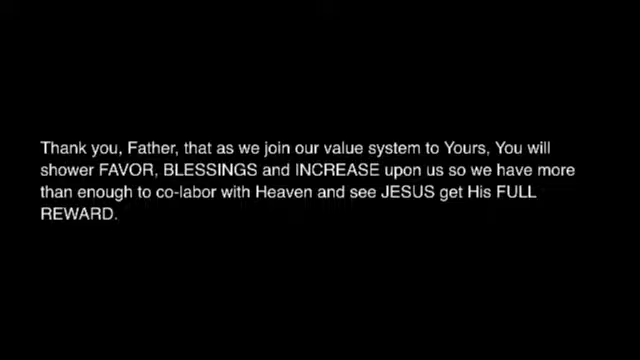 Thank you, Father, that as we join our value system to Yours, You will
shower FAVOR, BLESSINGS and INCREASE upon us so we have more
than enough to co-labor with Heaven and see JESUS get His FULL
REWARD.